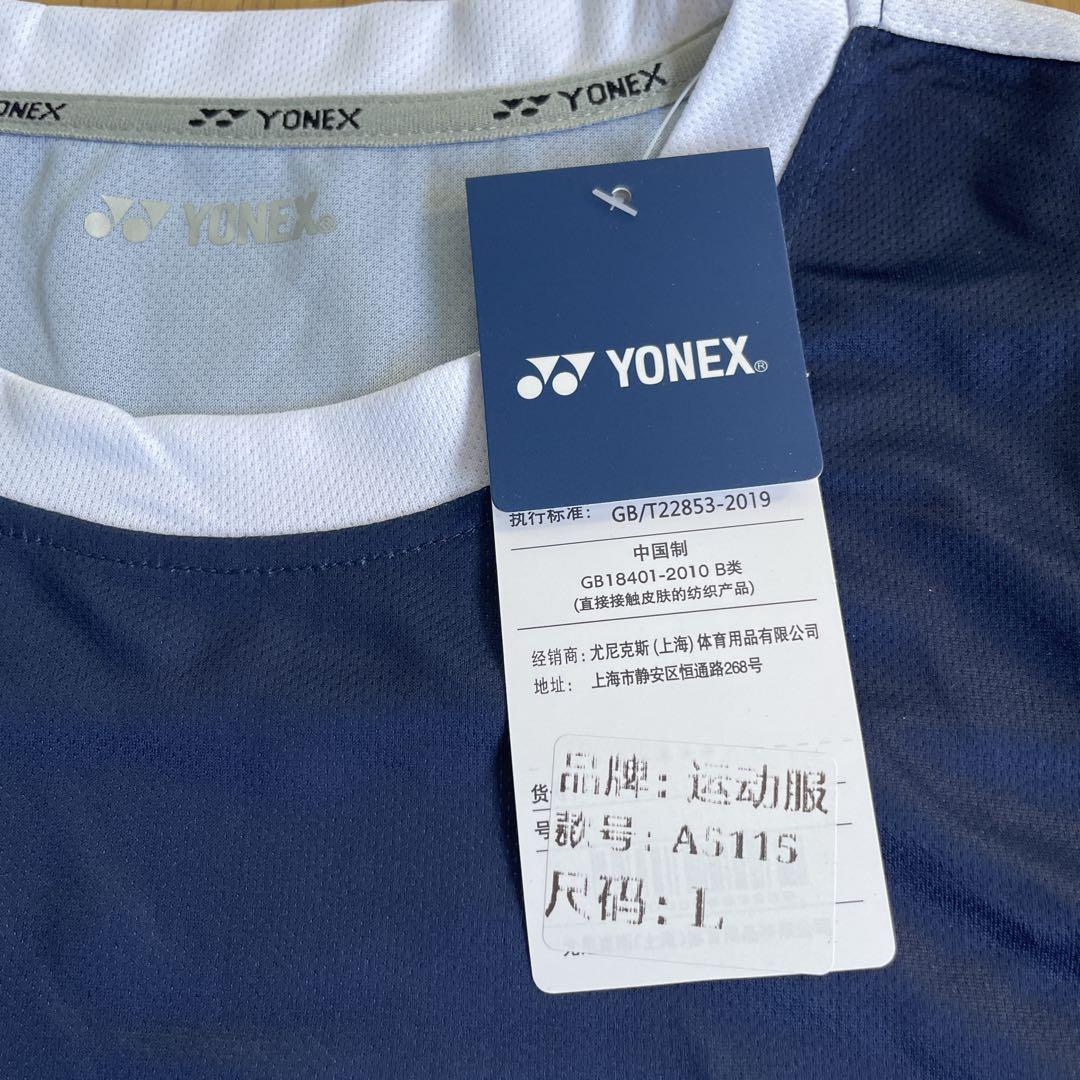 ONEX
YONEX
YONEX
YONEX®
YONEX®
执行标准: GB/T22853-2019
中国制
GB18401-2010 B类
(直接接触皮肤的纺织产品)
经销商: 尤尼克斯 (上海) 体育用品有限公司
地址: 上海市静安区恒通路268号
货
号
品牌: 运动服
款号: A5115
尺码: L